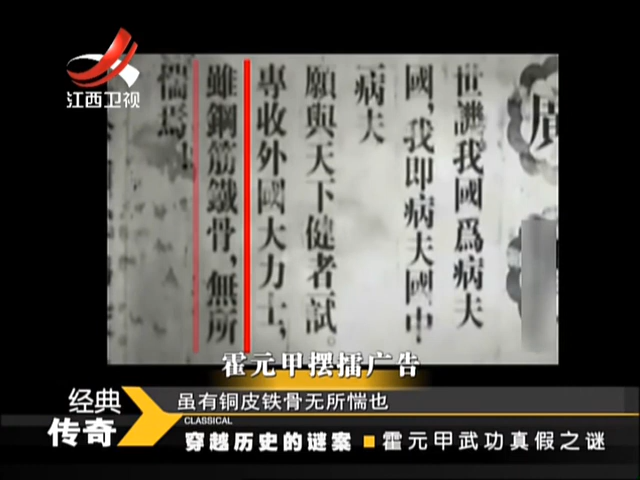 江西卫视
世譏我國爲病夫
國，我即病夫國中
一病夫
願與天下健者一試。
專收外國大力士，
雖鋼筋鐵骨，無所
惴焉！
霍元甲摆擂广告
经典
传奇
虽有铜皮铁骨无所惴也
CLASSICAL
穿越历史的谜案 ■ 霍元甲武功真假之谜